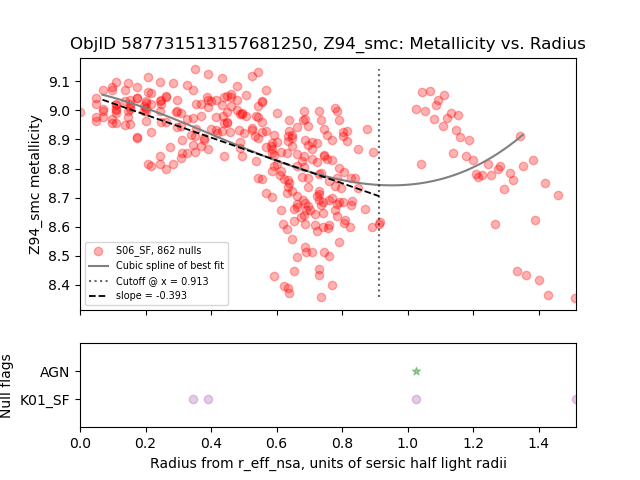 ObjID 587731513157681250, Z94_smc: Metallicity vs. Radius
Z94_smc metallicity
9.1
9.0
8.9
8.8
8.7
8.6
8.5
8.4
S06_SF, 862 nulls
Cubic spline of best fit
Cutoff @ x = 0.913
slope = -0.393
Null flags
AGN
K01_SF
0.0 0.2 0.4 0.6 0.8 1.0 1.2 1.4
Radius from r_eff_nsa, units of sersic half light radii